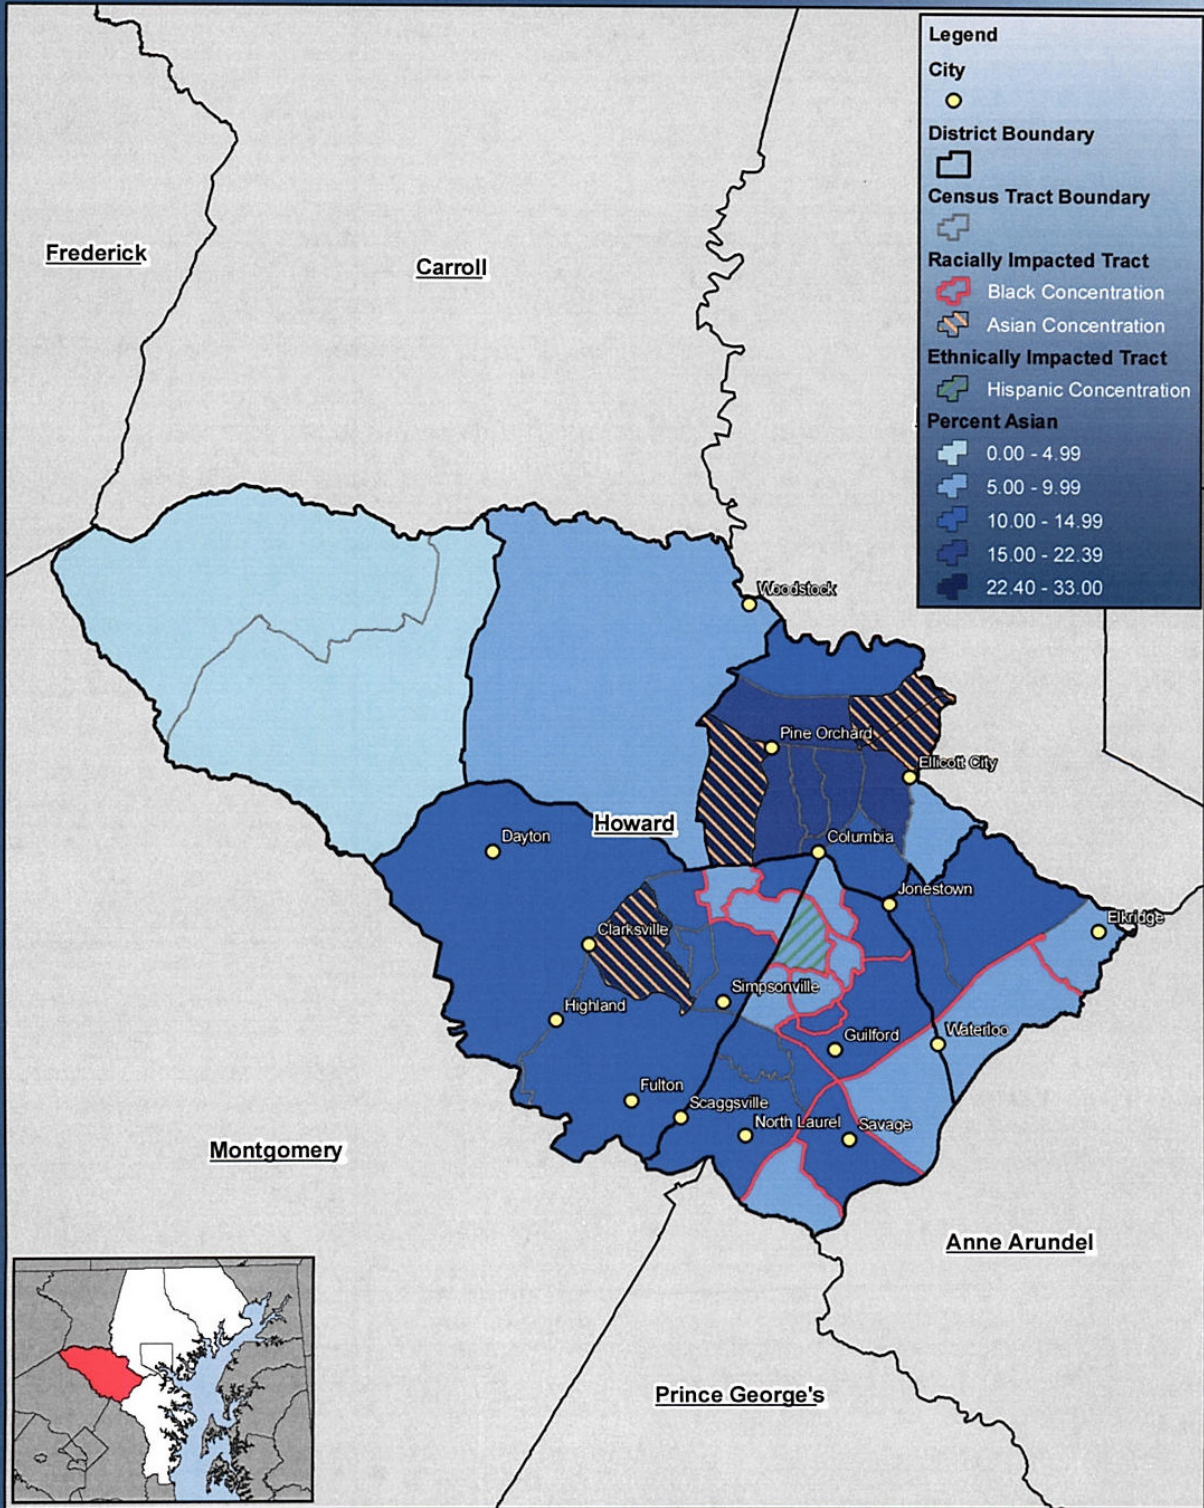 Legend
City
District Boundary
Census Tract Boundary
Racially Impacted Tract
Black Concentration
Asian Concentration
Ethnically Impacted Tract
Hispanic Concentration
Percent Asian
0.00 - 4.99
5.00 - 9.99
10.00 - 14.99
15.00 - 22.39
22.40 - 33.00
Frederick
Carroll
Woodstock
Pine Orchard
Ellicott City
Howard
Dayton
Columbia
Jonestown
Elkridge
Clarksville
Simpsonville
Highland
Guilford
Waterloo
Fulton
Scaggsville
North Laurel
Savage
Montgomery
Anne Arundel
Prince George's